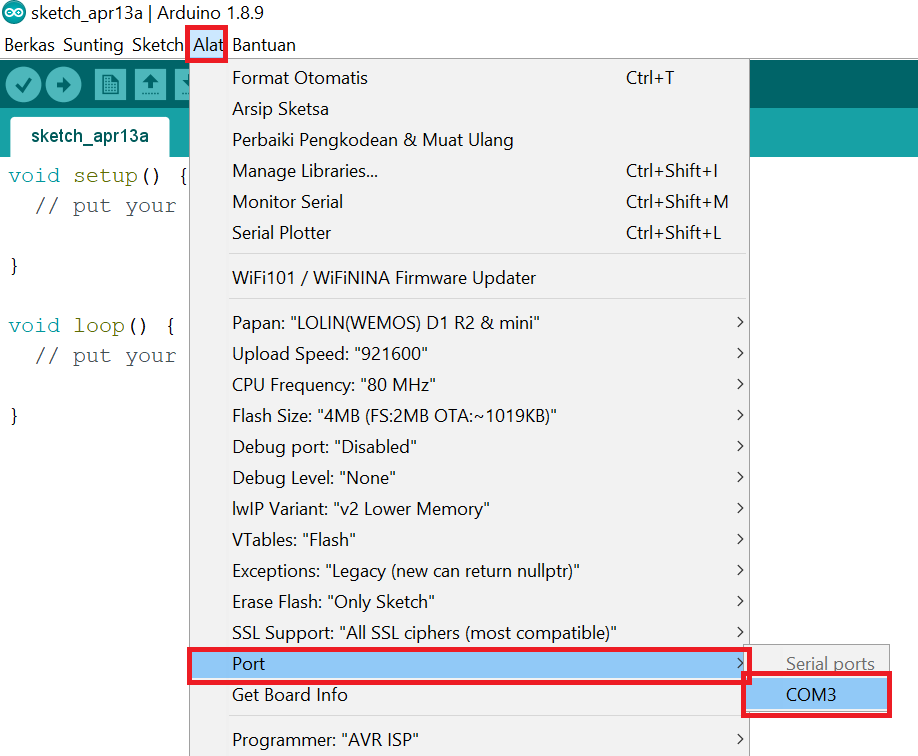 sketch_apr13a | Arduino 1.8.9
Berkas Sunting Sketch Alat Bantuan
Format Otomatis Ctrl+T
Arsip Sketsa
sketch_apr13a
Perbaiki Pengkodean & Muat Ulang
void setup() {
Manage Libraries... Ctrl+Shift+I
// put your
Monitor Serial Ctrl+Shift+M
Serial Plotter Ctrl+Shift+L
}
WiFi101 / WiFiNINA Firmware Updater
void loop() {
Papan: "LOLIN(WEMOS) D1 R2 & mini"
// put your
Upload Speed: "921600"
CPU Frequency: "80 MHz"
}
Flash Size: "4MB (FS:2MB OTA:~1019KB)"
Debug port: "Disabled"
Debug Level: "None"
lwIP Variant: "v2 Lower Memory"
VTables: "Flash"
Exceptions: "Legacy (new can return nullptr)"
Erase Flash: "Only Sketch"
SSL Support: "All SSL ciphers (most compatible)"
Port
Serial ports
Get Board Info
COM3
Programmer: "AVR ISP"